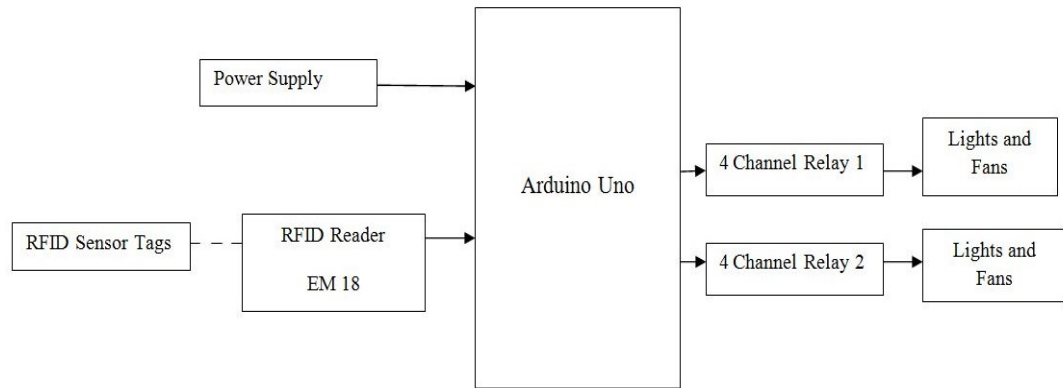 Power Supply
RFID Sensor Tags
RFID Reader
EM 18
Arduino Uno
4 Channel Relay 1
Lights and
Fans
4 Channel Relay 2
Lights and
Fans